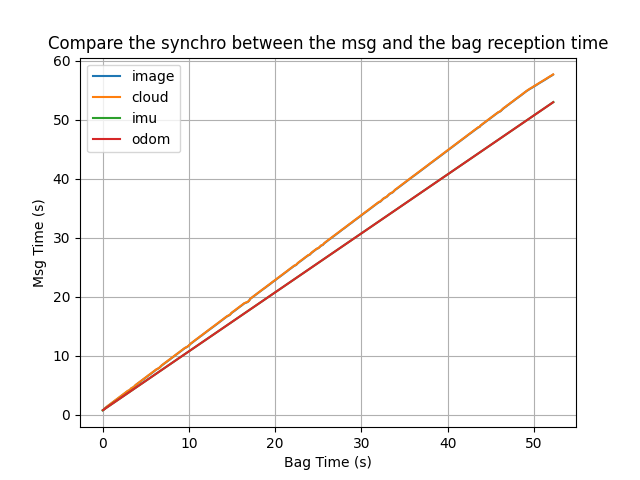 Compare the synchro between the msg and the bag reception time
image
cloud
imu
odom
60
50
40
30
20
10
0
Msg Time (s)
0 10 20 30 40 50
Bag Time (s)